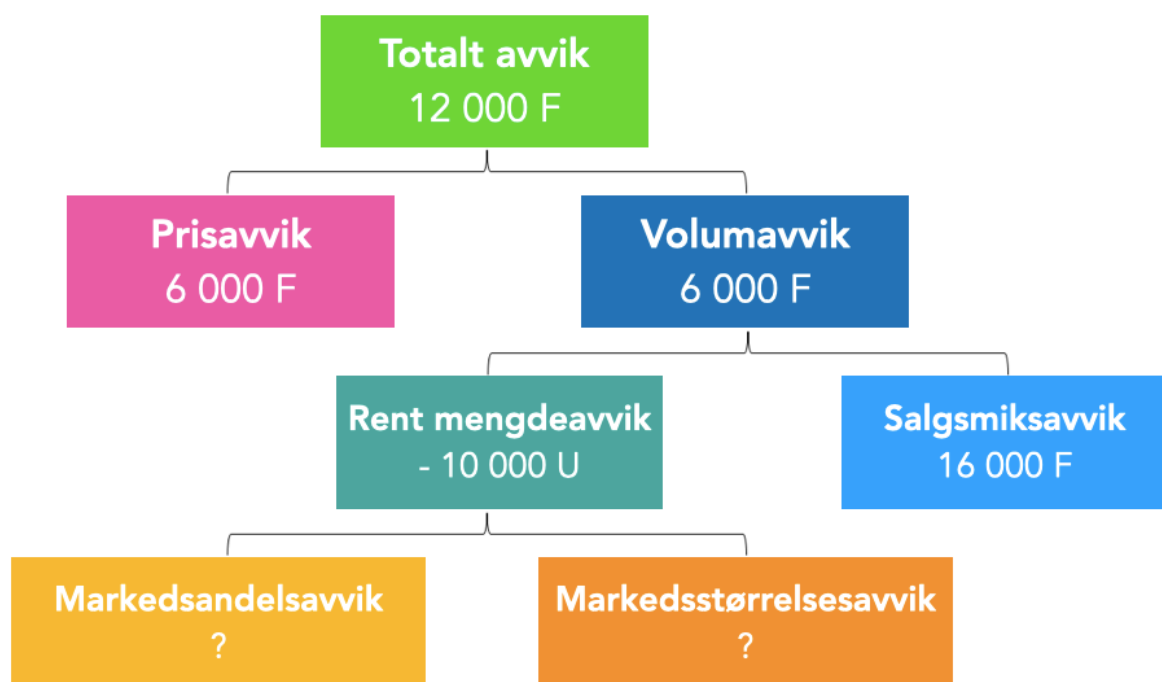 Totalt avvik
12 000 F
Prisavvik
6 000 F
Volumavvik
6 000 F
Rent mengdeavvik
- 10 000 U
Salgsmiksavvik
16 000 F
Markedsandelsavvik
?
Markedsstørrelsesavvik
?